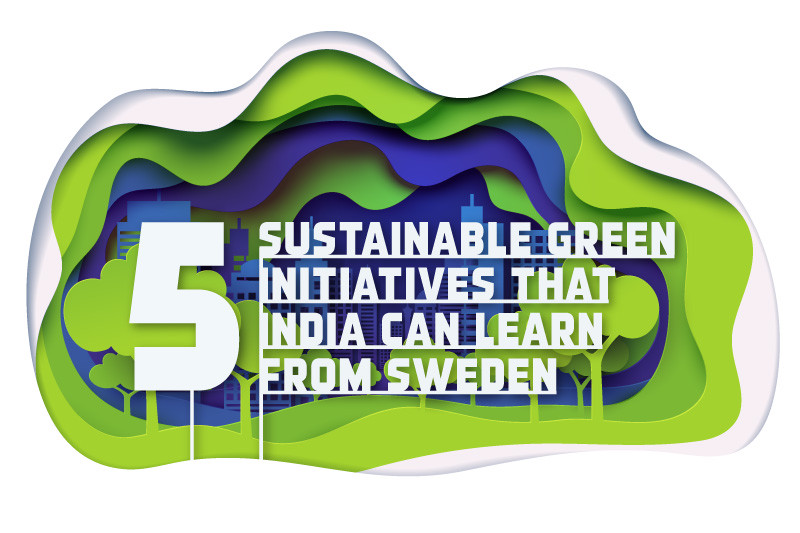 5
SUSTAINABLE GREEN
INITIATIVES THAT
INDIA CAN LEARN
FROM SWEDEN